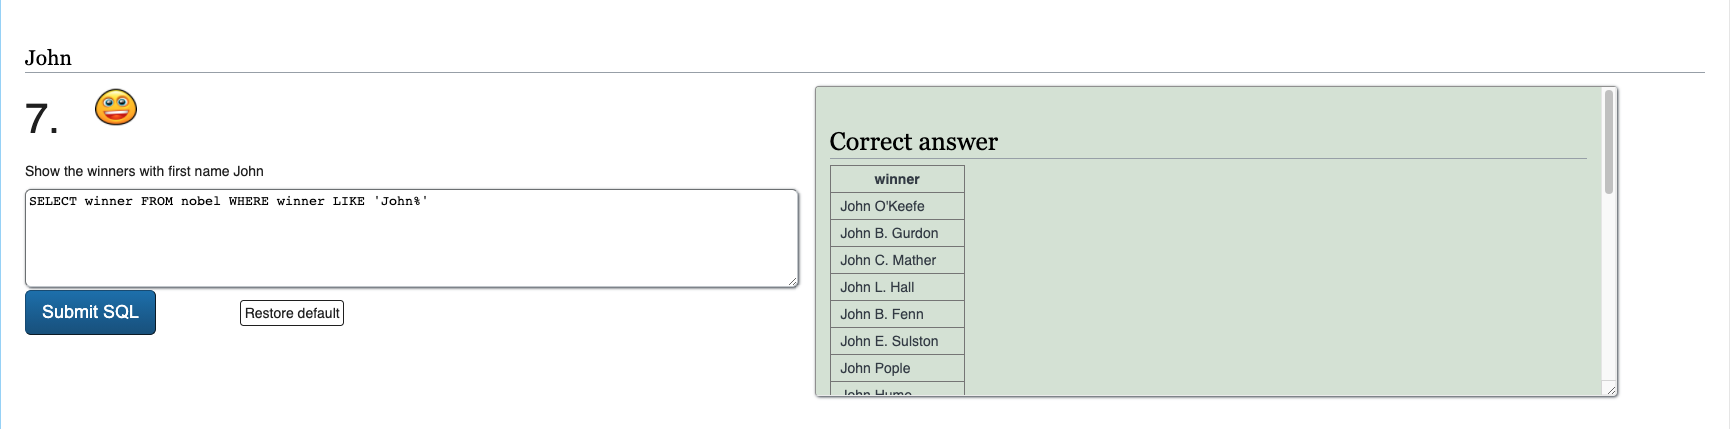 John
7.
Show the winners with first name John
SELECT winner FROM nobel WHERE winner LIKE 'John%'
Submit SQL
Restore default
Correct answer
winner
John O'Keefe
John B. Gurdon
John C. Mather
John L. Hall
John B. Fenn
John E. Sulston
John Pople
John Hume